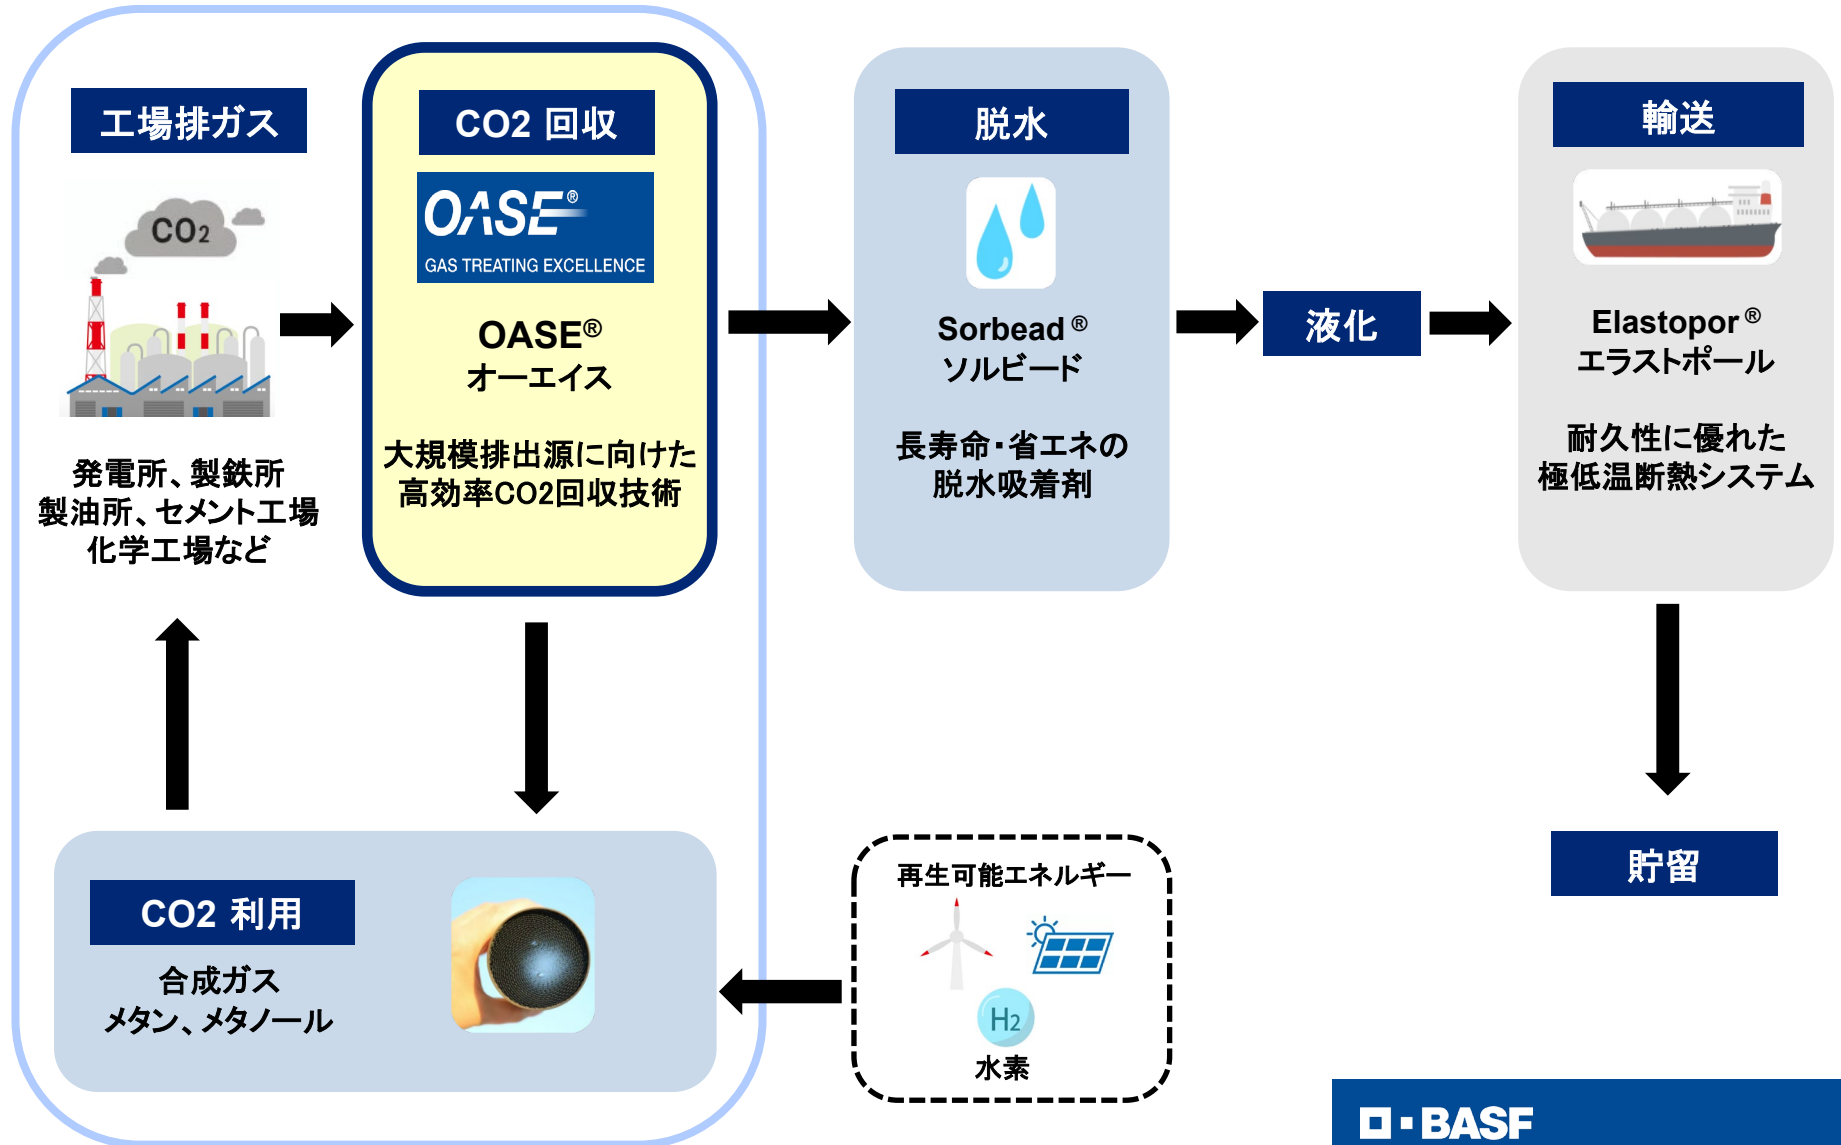 工場排ガス
CO2
発電所、製鉄所
製油所、セメント工場
化学工場など
CO2 回収
OASE®
GAS TREATING EXCELLENCE
OASE®
オーエイス
大規模排出源に向けた
高効率CO2回収技術
脱水
Sorbead®
ソルビード
長寿命・省エネの
脱水吸着剤
液化
輸送
Elastopor®
エラストポール
耐久性に優れた
極低温断熱システム
貯留
CO2 利用
合成ガス
メタン、メタノール
再生可能エネルギー
H2
水素
BASF